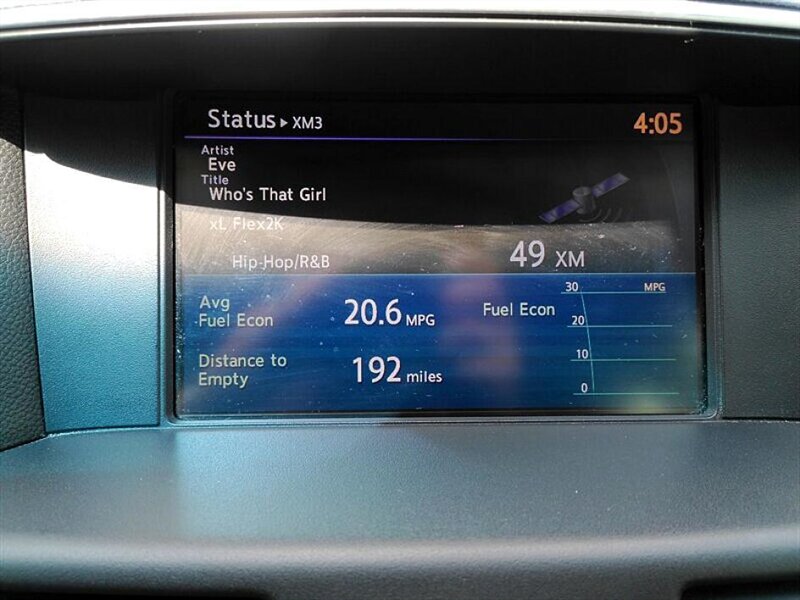 Status ▸ XM3 4:05
Artist
Eve
Title
Who's That Girl
xL Flex2K
Hip-Hop/R&B 49 XM
Avg
Fuel Econ 20.6 MPG
Fuel Econ
30 MPG
20
10
0
Distance to
Empty 192 miles